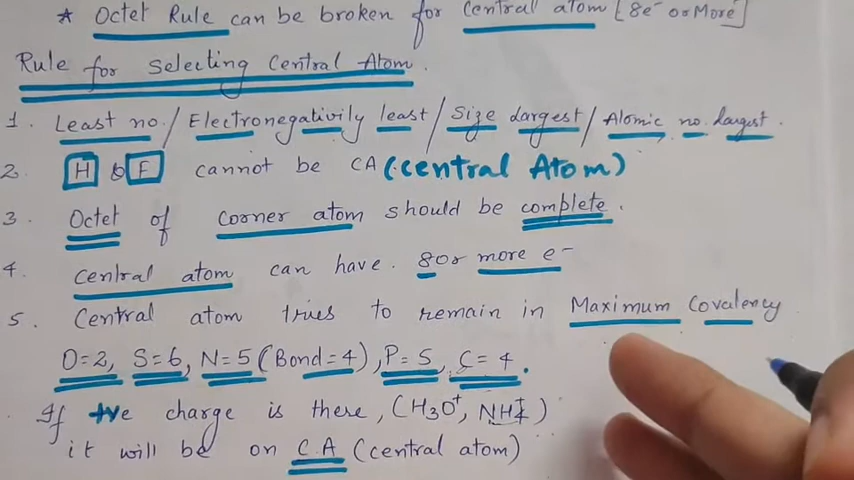 * Octet Rule can be broken for central atom [8e⁻ or More]
Rule for selecting central Atom.
1. Least no./Electronegativily least/Size largest/Atomic no. largest.
2. H & F cannot be CA (central Atom)
3. Octet of corner atom should be complete.
4. central atom can have. 8 or more e⁻
5. Central atom tries to remain in Maximum Covalency
O=2, S=6, N=5 (Bond=4), P=5, C=4.
If +ve charge is there, (H₃O⁺, NH₄⁺)
it will be on C.A (central atom)